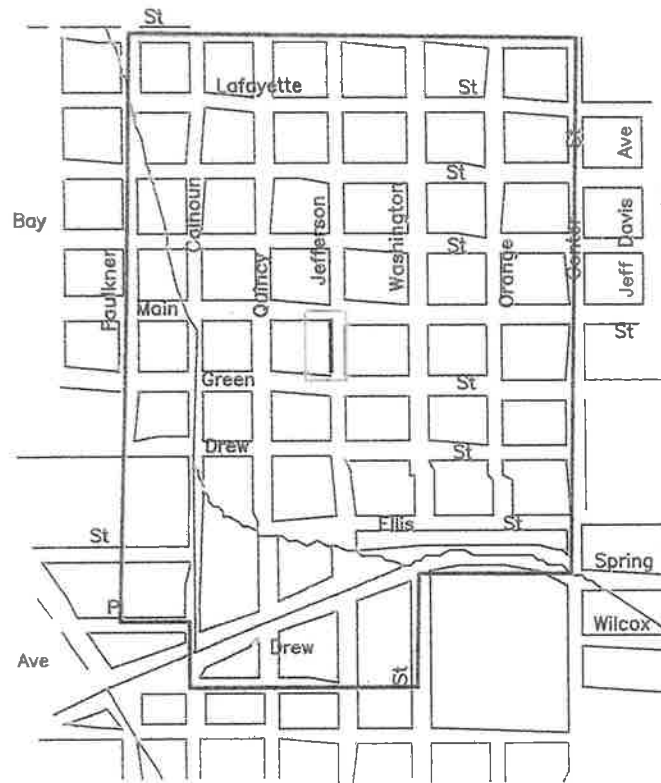 St
Lafayette St
St
Ave
St
Bay
Faulkner
Calhoun
Quincy
Jefferson
Washington
St
Orange
Center
Jeff Davis
Main
St
Green St
Drew St
St
Ellis St
Spring
P
Wilcox
Ave
Drew
St